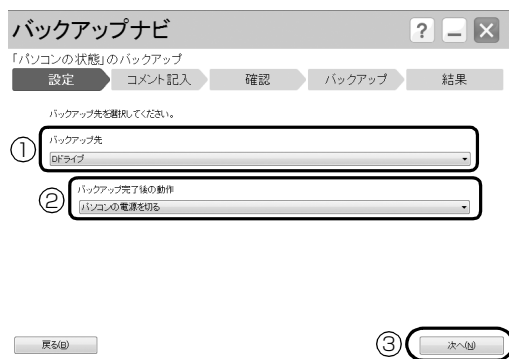 バックアップナビ
? － ×
「パソコンの状態」のバックアップ
設定 コメント記入 確認 バックアップ 結果
バックアップ先を選択してください。
① バックアップ先
Dドライブ
② バックアップ完了後の動作
パソコンの電源を切る
戻る(B) ③ 次へ(N)